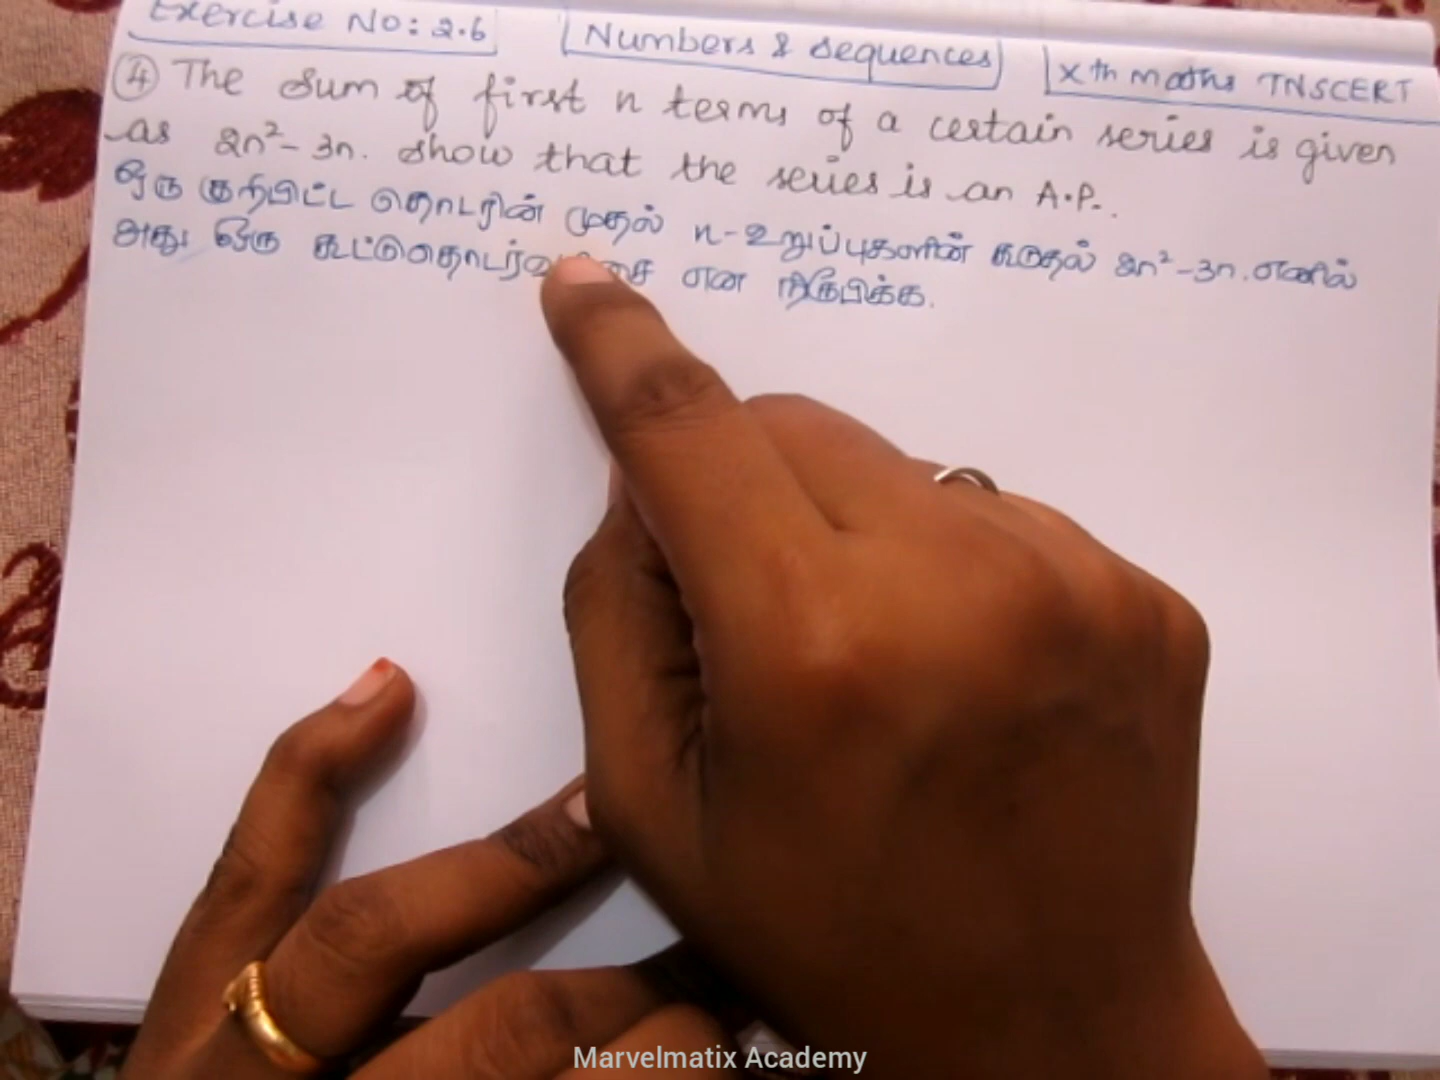 Exercise No: 2.6 Numbers & Sequences Xth maths TNSCERT
④ The sum of first n terms of a certain series is given
as 2n²-3n. Show that the series is an A.P.
ஒரு குறிப்பிட்ட தொடரின் முதல் n-உறுப்புகளின் கூடுதல் 2n²-3n. எனில்
அது ஒரு என நிரூபிக்க.
Marvelmatix Academy